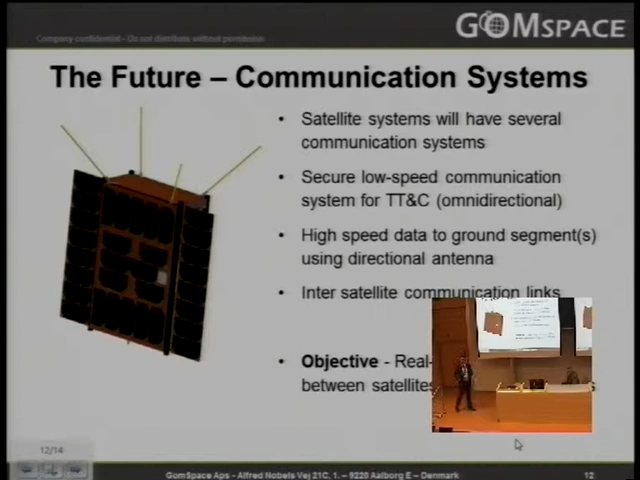 Company confidential - Do not distribute without permission
GOMSPACE
The Future – Communication Systems
• Satellite systems will have several
communication systems
• Secure low-speed communication
system for TT&C (omnidirectional)
• High speed data to ground segment(s)
using directional antenna
• Inter satellite communication links
• Objective - Real-
between satellites
12/14
GomSpace Aps - Alfred Nobels Vej 21C, 1. – 9220 Aalborg E – Denmark
12